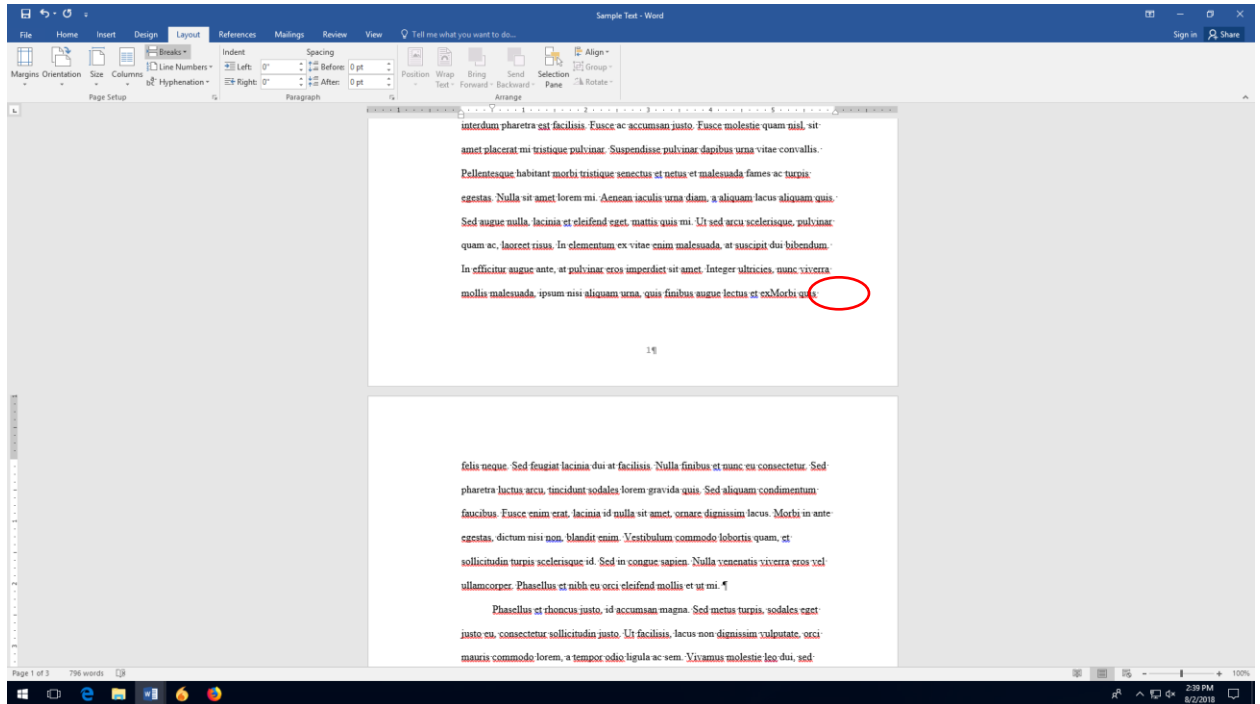 Sample Text - Word
File Home Insert Design Layout References Mailings Review View Tell me what you want to do... Sign in Share
Margins Orientation Size Columns Breaks Line Numbers Hyphenation
Page Setup
Indent Spacing
Left: 0" Before: 0 pt
Right: 0" After: 0 pt
Paragraph
Position Wrap Text Bring Forward Send Backward Selection Pane Align Group Rotate
Arrange
1 1 2 3 4 5
interdum pharetra est facilisis. Fusce ac accumsan justo. Fusce molestie quam nisl, sit
amet placerat mi tristique pulvinar. Suspendisse pulvinar dapibus urna vitae convallis.
Pellentesque habitant morbi tristique senectus et netus et malesuada fames ac turpis
egestas. Nulla sit amet lorem mi. Aenean iaculis urna diam, a aliquam lacus aliquam quis.
Sed augue nulla, lacinia et eleifend eget, mattis quis mi. Ut sed arcu scelerisque, pulvinar
quam ac, laoreet risus. In elementum ex vitae enim malesuada, at suscipit dui bibendum.
In efficitur augue ante, at pulvinar eros imperdiet sit amet. Integer ultricies, nunc viverra
mollis malesuada, ipsum nisi aliquam urna, quis finibus augue lectus et exMorbi quis
1¶
felis neque. Sed feugiat lacinia dui at facilisis. Nulla finibus et nunc eu consectetur. Sed
pharetra luctus arcu, tincidunt sodales lorem gravida quis. Sed aliquam condimentum
faucibus. Fusce enim erat, lacinia id nulla sit amet, ornare dignissim lacus. Morbi in ante
egestas, dictum nisi non, blandit enim. Vestibulum commodo lobortis quam, et
sollicitudin turpis scelerisque id. Sed in congue sapien. Nulla venenatis viverra eros vel
ullamcorper. Phasellus et nibh eu orci eleifend mollis et ut mi. ¶
Phasellus et rhoncus justo, id accumsan magna. Sed metus turpis, sodales eget
justo eu, consectetur sollicitudin justo. Ut facilisis, lacus non dignissim vulputate, orci
mauris commodo lorem, a tempor odio ligula ac sem. Vivamus molestie leo dui, sed
Page 1 of 3 796 words 100%
2:39 PM
8/2/2018